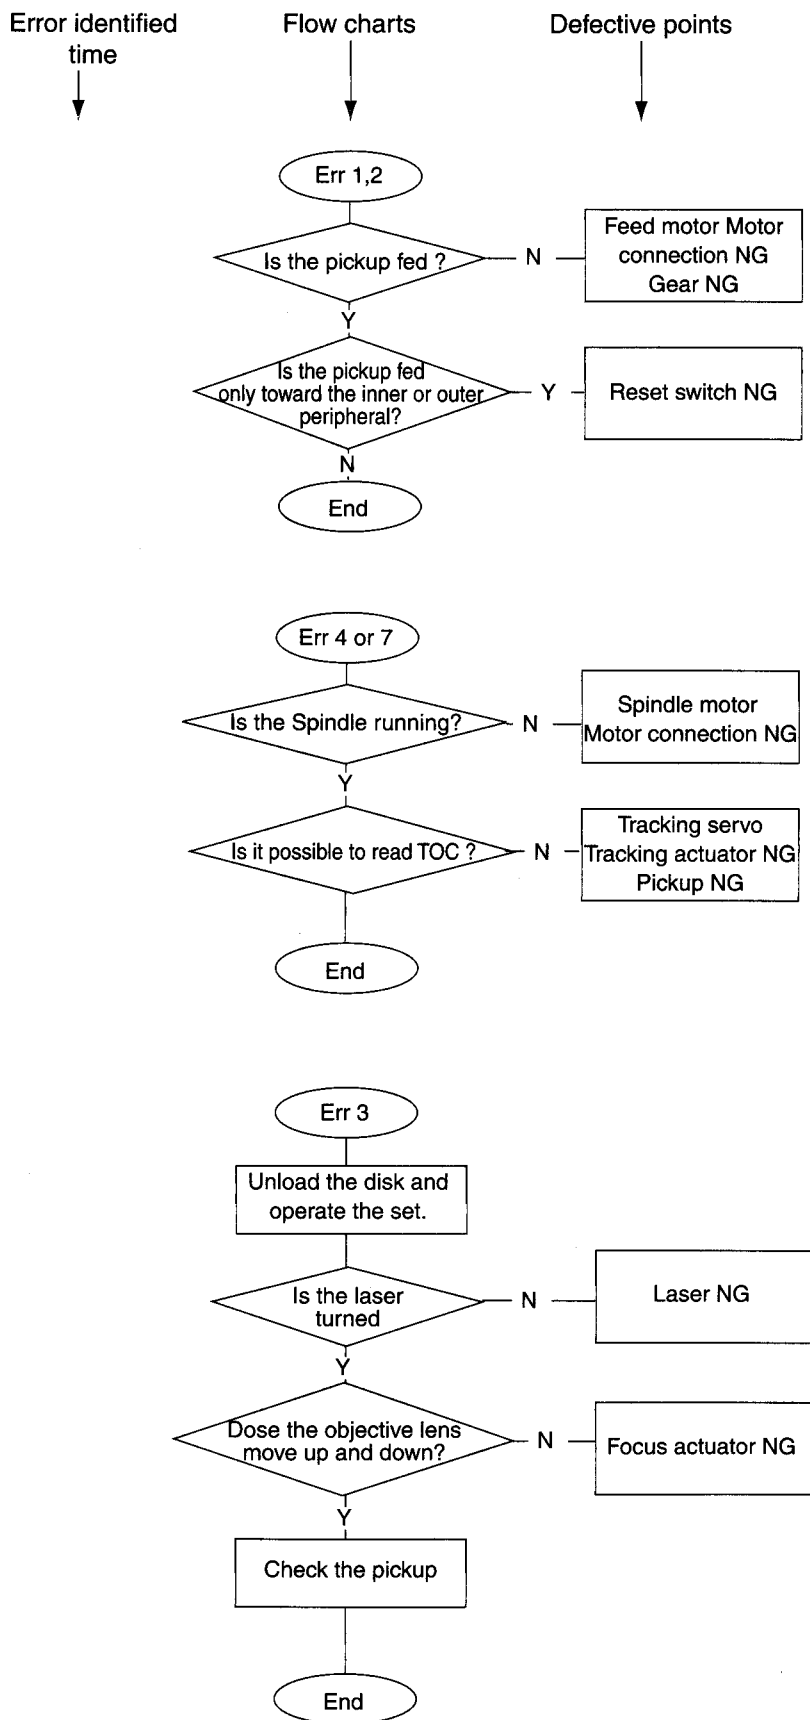 Error identified
time
Flow charts
Defective points
Err 1,2
Is the pickup fed ?
N
Feed motor Motor
connection NG
Gear NG
Y
Is the pickup fed
only toward the inner or outer
peripheral?
Y
Reset switch NG
N
End
Err 4 or 7
Is the Spindle running?
N
Spindle motor
Motor connection NG
Y
Is it possible to read TOC ?
N
Tracking servo
Tracking actuator NG
Pickup NG
End
Err 3
Unload the disk and
operate the set.
Is the laser
turned
N
Laser NG
Y
Dose the objective lens
move up and down?
N
Focus actuator NG
Y
Check the pickup
End